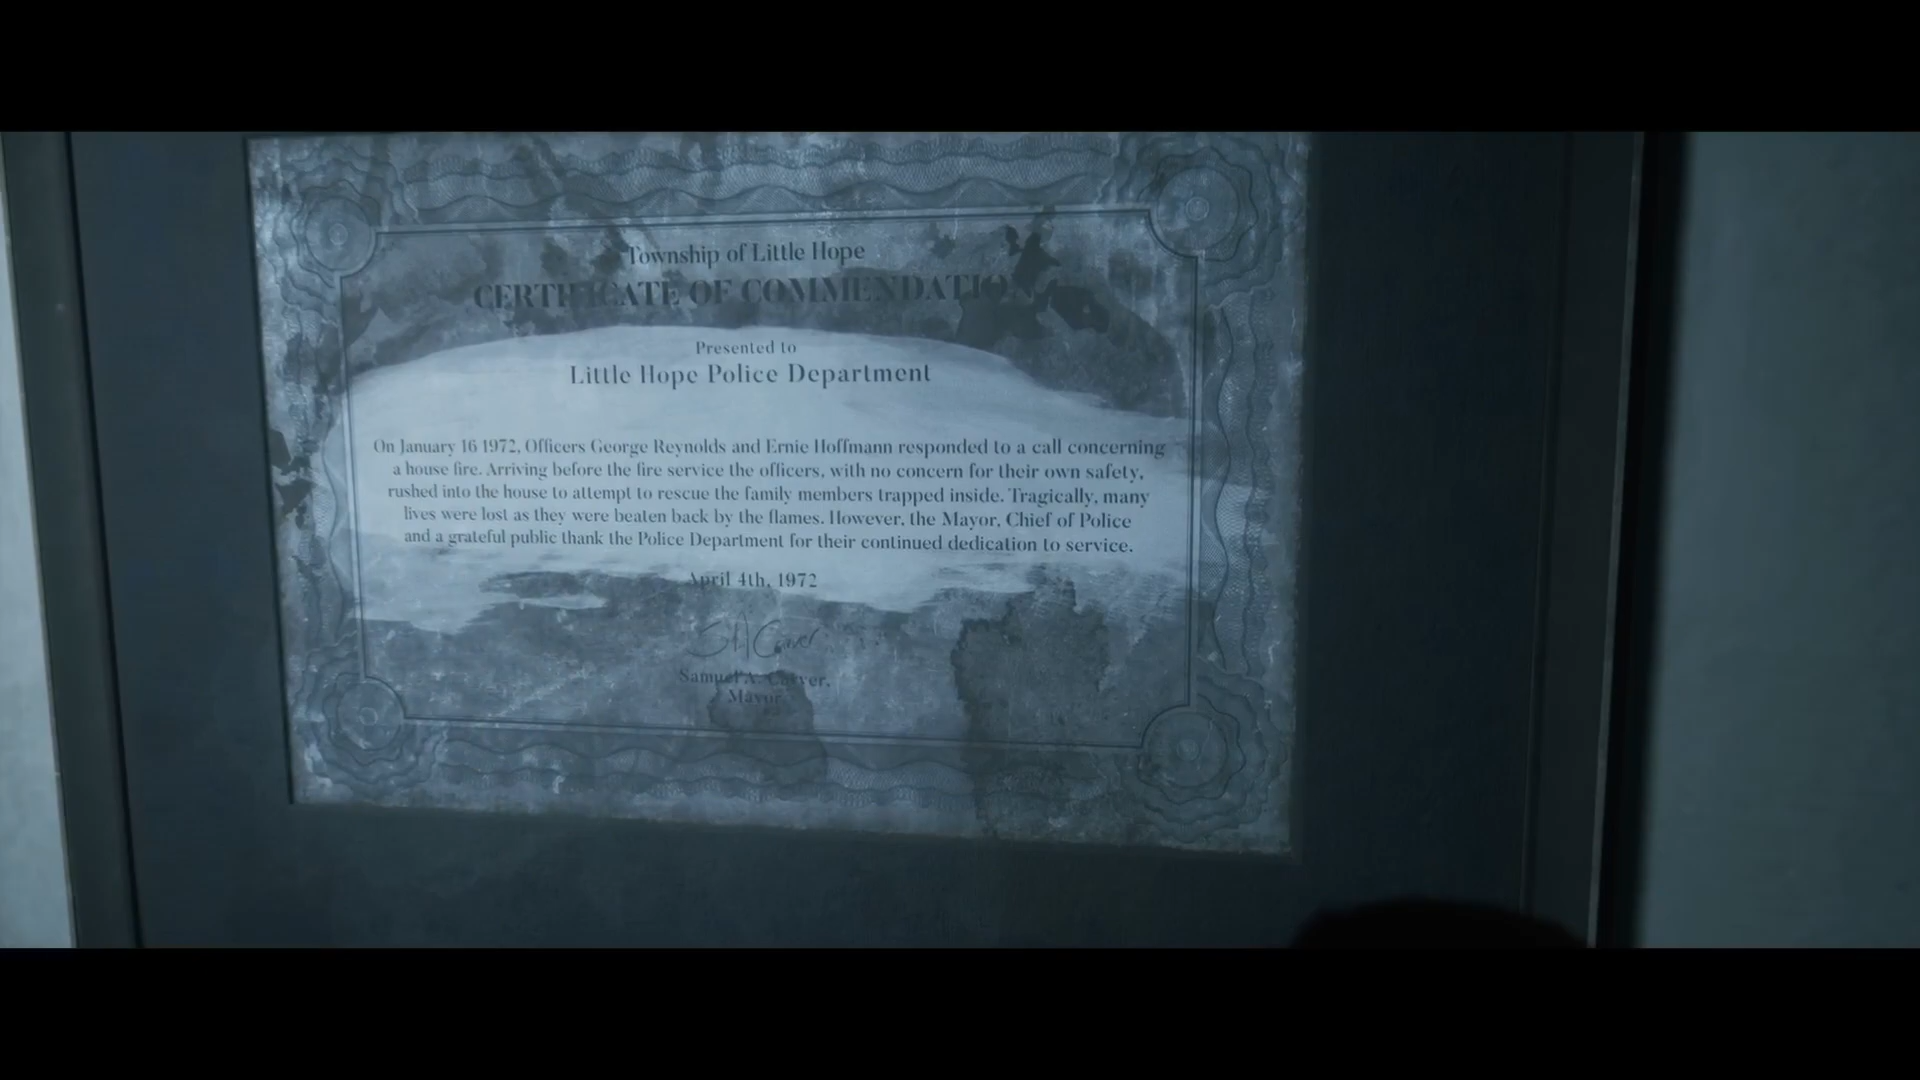 Township of Little Hope
CERTIFICATE OF COMMENDATION
Presented to
Little Hope Police Department
On January 16 1972, Officers George Reynolds and Ernie Hoffmann responded to a call concerning
a house fire. Arriving before the fire service the officers, with no concern for their own safety,
rushed into the house to attempt to rescue the family members trapped inside. Tragically, many
lives were lost as they were beaten back by the flames. However, the Mayor, Chief of Police
and a grateful public thank the Police Department for their continued dedication to service.
April 4th, 1972
SA Carver
Samuel A. Carver,
Mayor